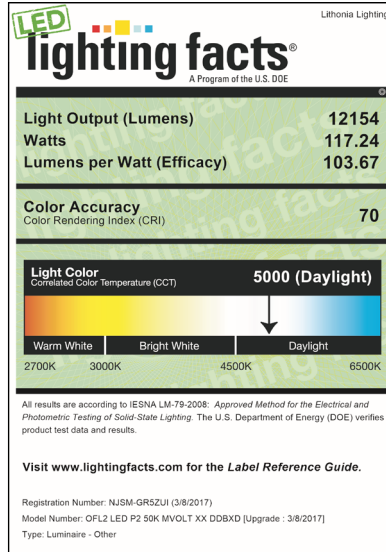 Lithonia Lighting
LED
lighting facts®
A Program of the U.S. DOE
Light Output (Lumens) 12154
Watts 117.24
Lumens per Watt (Efficacy) 103.67
Color Accuracy
Color Rendering Index (CRI) 70
Light Color
Correlated Color Temperature (CCT) 5000 (Daylight)
Warm White Bright White Daylight
2700K 3000K 4500K 6500K
All results are according to IESNA LM-79-2008: Approved Method for the Electrical and
Photometric Testing of Solid-State Lighting. The U.S. Department of Energy (DOE) verifies
product test data and results.
Visit www.lightingfacts.com for the Label Reference Guide.
Registration Number: NJSM-GR5ZUI (3/8/2017)
Model Number: OFL2 LED P2 50K MVOLT XX DDBXD [Upgrade : 3/8/2017]
Type: Luminaire - Other